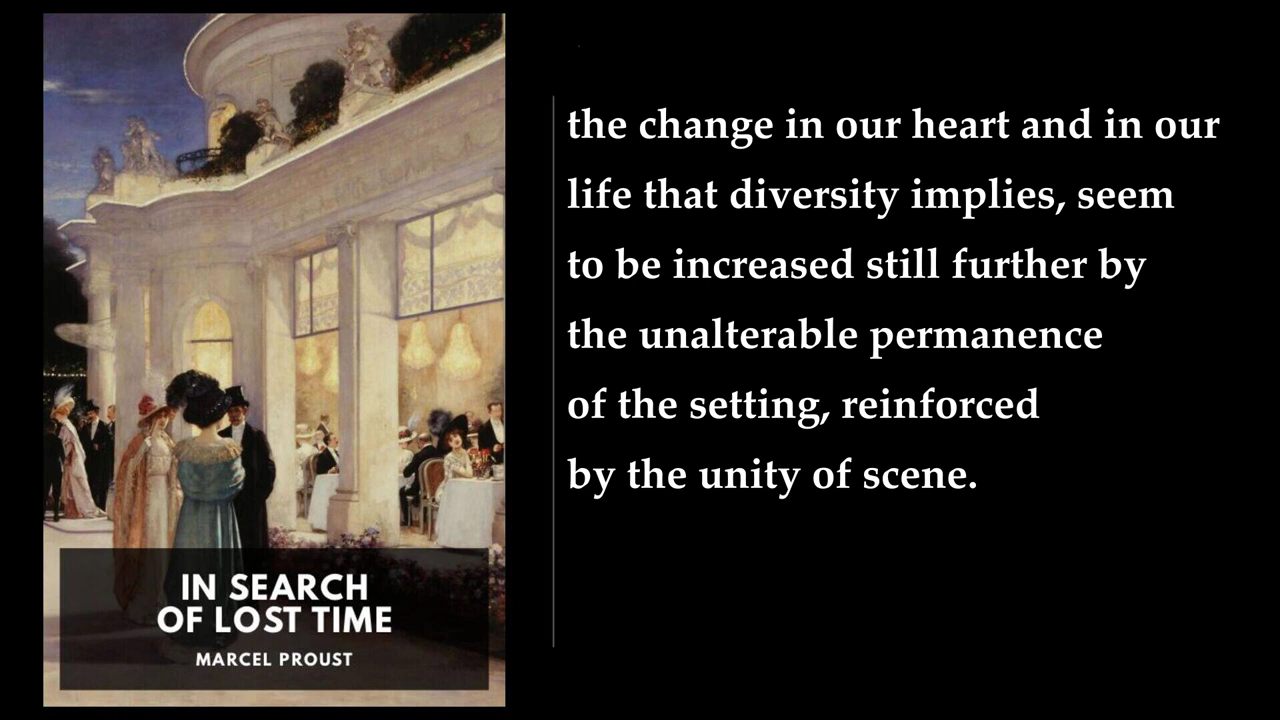 the change in our heart and in our
life that diversity implies, seem
to be increased still further by
the unalterable permanence
of the setting, reinforced
by the unity of scene.
IN SEARCH
OF LOST TIME
MARCEL PROUST